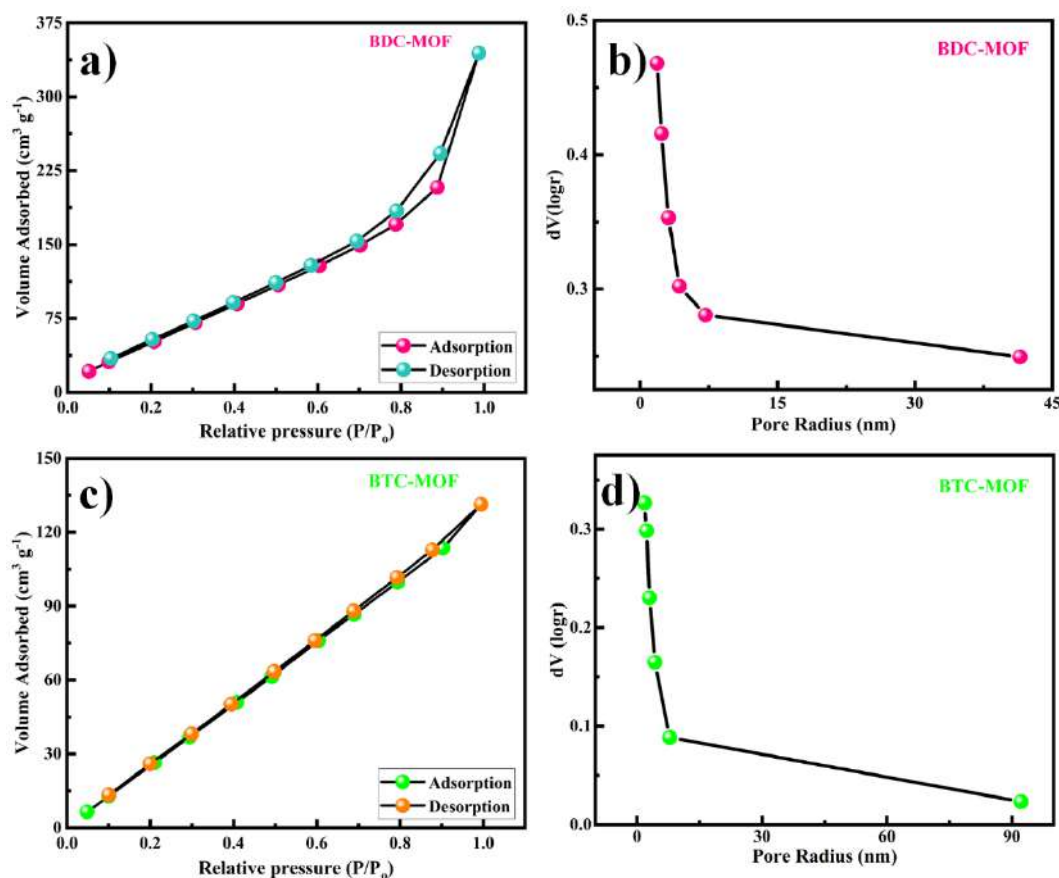 a)
BDC-MOF
375
300
225
150
75
0
0.0 0.2 0.4 0.6 0.8 1.0
Volume Adsorbed (cm³ g⁻¹)
Relative pressure (P/Pₒ)
Adsorption
Desorption
b)
BDC-MOF
0.5
0.4
0.3
0 15 30 45
dV(logr)
Pore Radius (nm)
c)
BTC-MOF
150
120
90
60
30
0
0.0 0.2 0.4 0.6 0.8 1.0
Volume Adsorbed (cm³ g⁻¹)
Relative pressure (P/Pₒ)
Adsorption
Desorption
d)
BTC-MOF
0.3
0.2
0.1
0.0
0 30 60 90
dV (logr)
Pore Radius (nm)